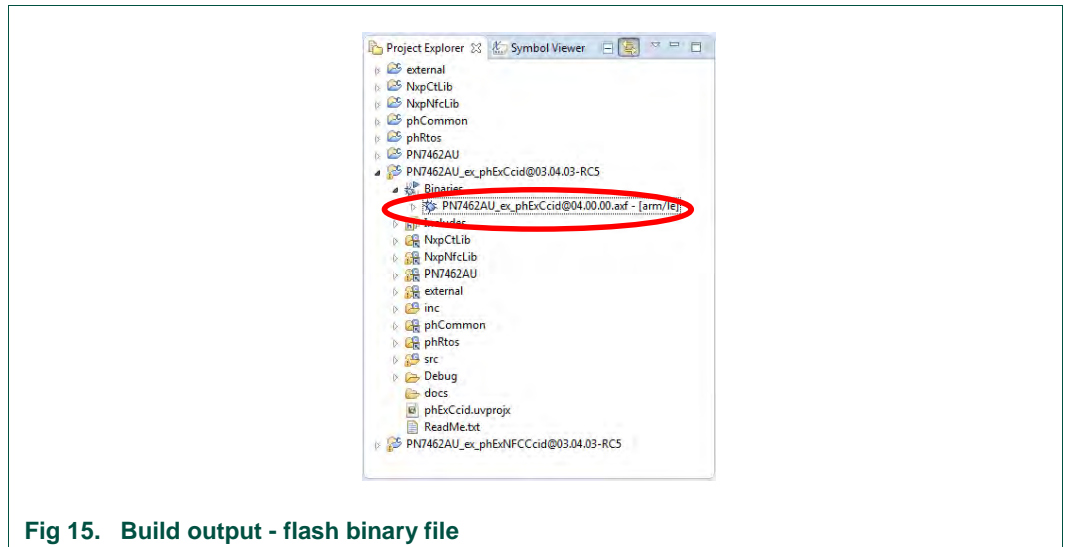 Project Explorer Symbol Viewer
external
NxpCtLib
NxpNfcLib
phCommon
phRtos
PN7462AU
PN7462AU_ex_phExCcid@03.04.03-RC5
Binaries
PN7462AU_ex_phExCcid@04.00.00.axf - [arm/le]
Includes
NxpCtLib
NxpNfcLib
PN7462AU
external
inc
phCommon
phRtos
src
Debug
docs
phExCcid.uvprojx
ReadMe.txt
PN7462AU_ex_phExNFCCcid@03.04.03-RC5
Fig 15. Build output - flash binary file